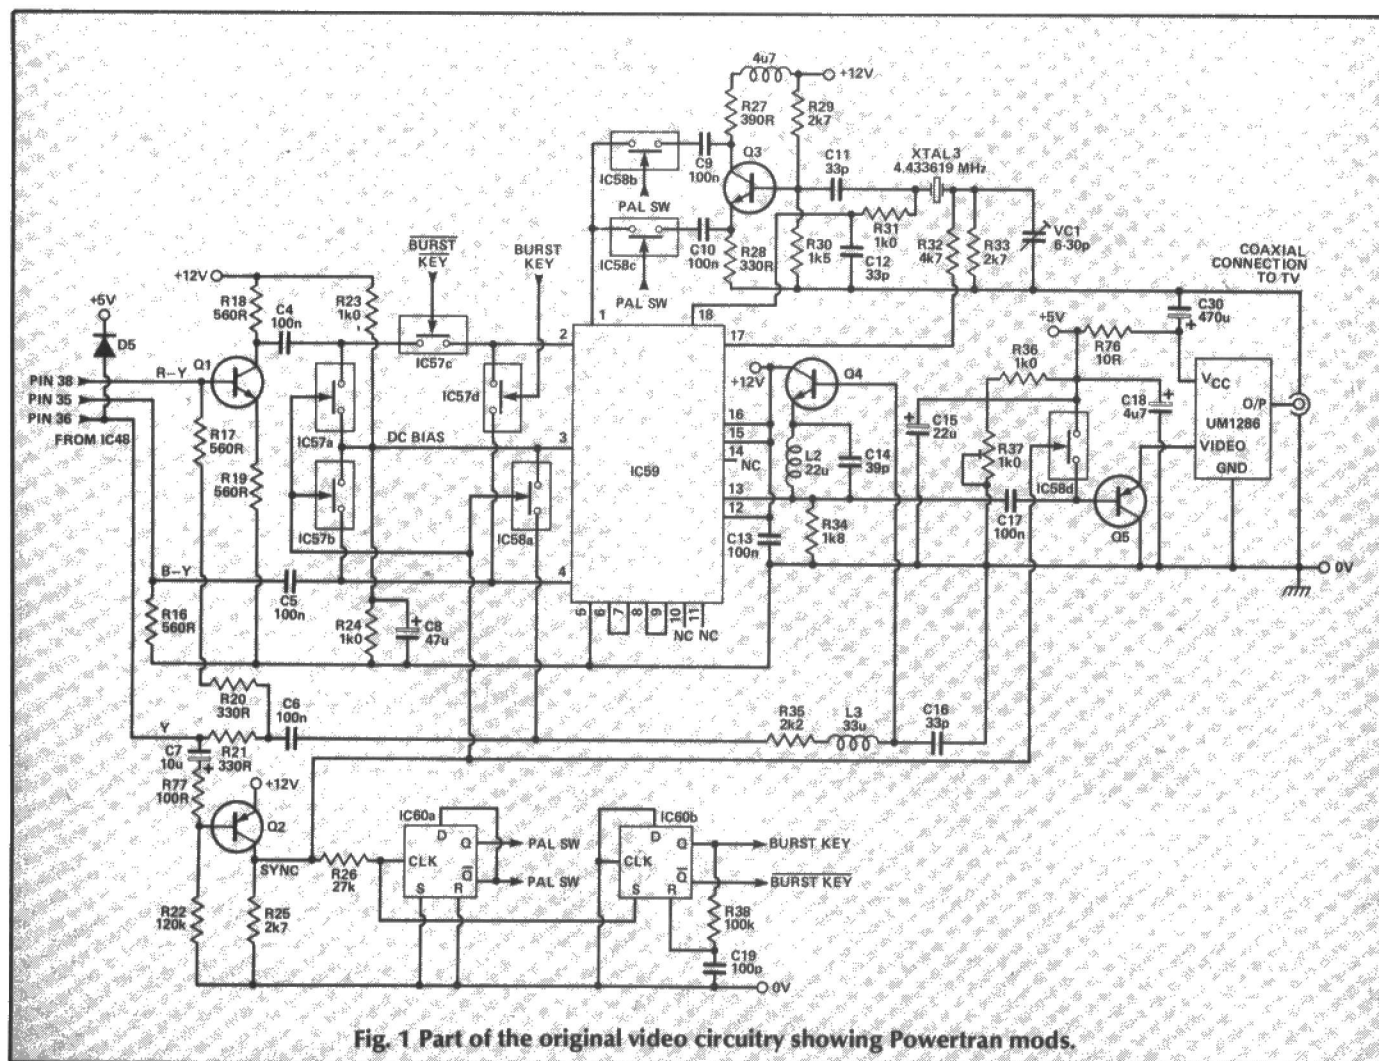 4u7
+12V
R27
390R
R29
2k7
IC58b
C9
100n
Q3
PAL SW
C11
33p
XTAL 3
4.433619 MHz
IC58c
C10
100n
R28
330R
R30
1k5
R31
1k0
C12
33p
R32
4k7
R33
2k7
VC1
6-30p
PAL SW
BURST
KEY
BURST
KEY
COAXIAL
CONNECTION
TO TV
+12V
R18
560R
C4
100n
R23
1k0
+5V
D5
Q1
IC57c
1
18
2
17
+5V
C30
470u
R76
10R
R36
1k0
PIN 38
R-Y
PIN 35
PIN 36
FROM IC48
IC57d
+12V
Q4
VCC
O/P
UM1286
VIDEO
GND
C18
4u7
C15
22u
R17
560R
IC57a
DC BIAS
3
IC59
16
15
14
NC
L2
22u
C14
39p
R37
1k0
IC58d
R19
560R
IC57b
IC58a
13
12
C13
100n
R34
1k8
C17
100n
Q5
B-Y
C5
100n
4
0V
R16
560R
R24
1k0
C8
47u
5
6
7
8
9
10
11
NC
NC
R20
330R
C6
100n
R35
2k2
L3
33u
C16
33p
Y
C7
10u
R21
330R
R77
100R
+12V
Q2
SYNC
R26
27k
IC60a
D
Q
CLK
Q
S
R
PAL SW
PAL SW
IC60b
D
Q
CLK
Q
S
R
BURST KEY
BURST KEY
R22
120k
R25
2k7
R38
100k
C19
100p
0V
Fig. 1 Part of the original video circuitry showing Powertran mods.